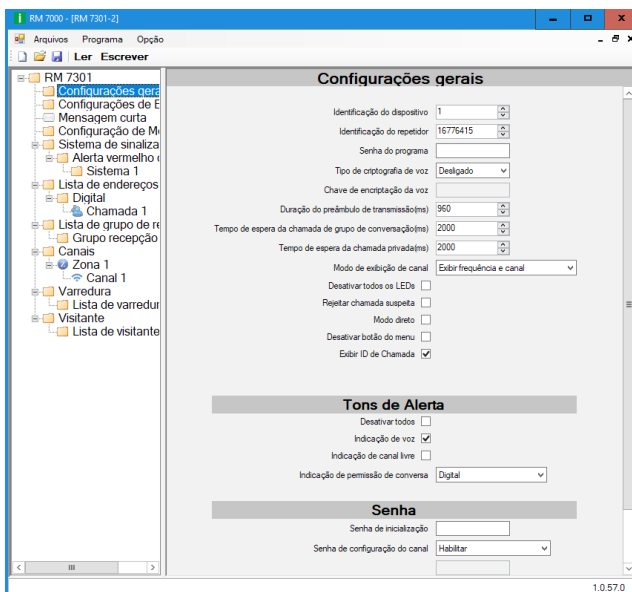 RM 7000 - [RM 7301-2]
Arquivos Programa Opção
Ler Escrever
RM 7301
Configurações gera
Configurações de E
Mensagem curta
Configuração de M
Sistema de sinaliza
Alerta vermelho
Sistema 1
Lista de endereços
Digital
Chamada 1
Lista de grupo de re
Grupo recepção
Canais
Zona 1
Canal 1
Varredura
Lista de varredur
Visitante
Lista de visitante
Configurações gerais
Identificação do dispositivo 1
Identificação do repetidor 16776415
Senha do programa
Tipo de criptografia de voz Desligado
Chave de encriptação da voz
Duração do preâmbulo de transmissão(ms) 960
Tempo de espera da chamada de grupo de conversação(ms) 2000
Tempo de espera da chamada privada(ms) 2000
Modo de exibição de canal Exibir frequência e canal
Desativar todos os LEDs
Rejeitar chamada suspeita
Modo direto
Desativar botão do menu
Exibir ID de Chamada
Tons de Alerta
Desativar todos
Indicação de voz
Indicação de canal livre
Indicação de permissão de conversa Digital
Senha
Senha de inicialização
Senha de configuração do canal Habilitar
1.0.57.0